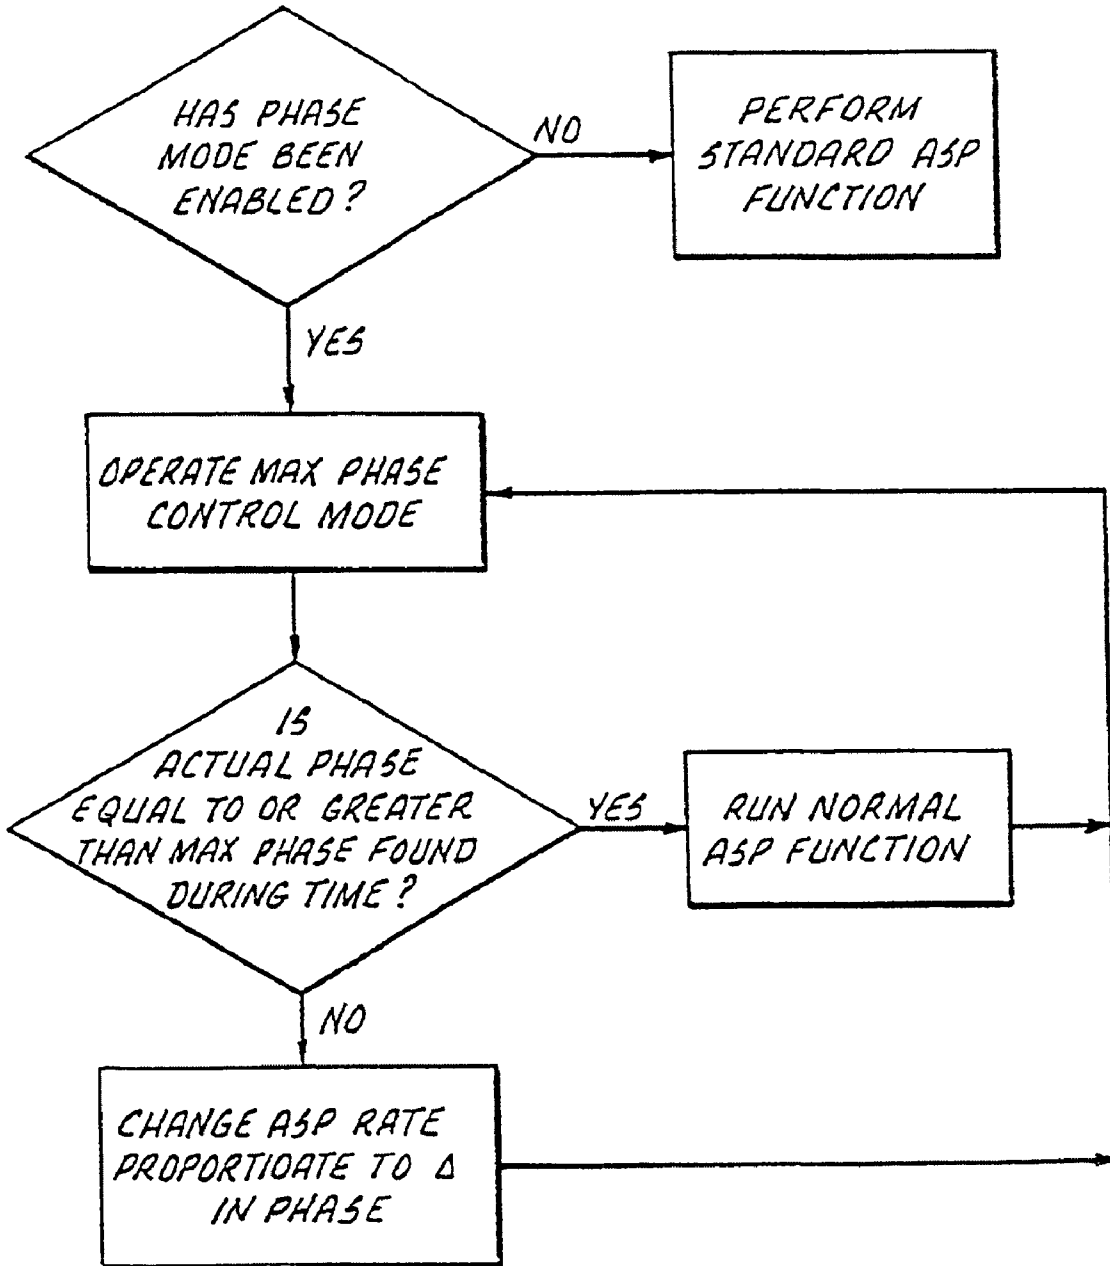 HAS PHASE
MODE BEEN
ENABLED?
NO
PERFORM
STANDARD ASP
FUNCTION
YES
OPERATE MAX PHASE
CONTROL MODE
IS
ACTUAL PHASE
EQUAL TO OR GREATER
THAN MAX PHASE FOUND
DURING TIME?
YES
RUN NORMAL
ASP FUNCTION
NO
CHANGE ASP RATE
PROPORTIOATE TO Δ
IN PHASE